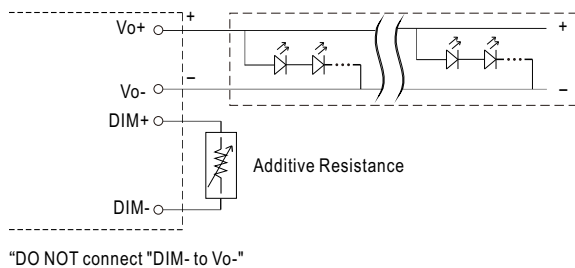 Vo+ + +
Vo- − −
DIM+
Additive Resistance
DIM-
“DO NOT connect "DIM- to Vo-"